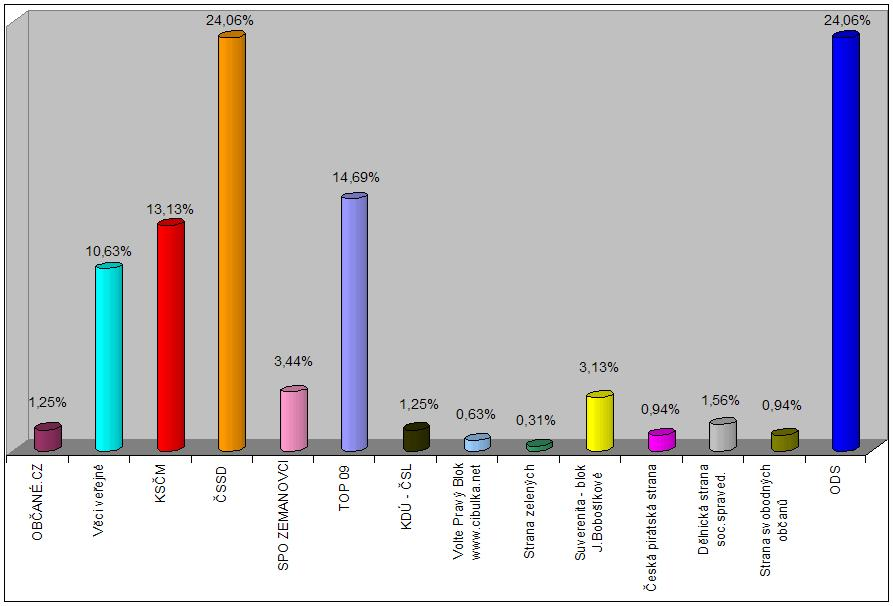 24,06%
24,06%
14,69%
13,13%
10,63%
3,44%
3,13%
1,25%
1,25%
0,63%
0,31%
0,94%
1,56%
0,94%
OBČANÉ.CZ
Věci veřejné
KSČM
ČSSD
SPO ZEMANOVCI
TOP 09
KDÚ - ČSL
Volte Pravý Blok
www.cibulka.net
Strana zelených
Suverenita - blok
J.Bobošíkové
Česká pirátská strana
Dělnická strana
soc.spraved.
Strana svobodných
občanů
ODS